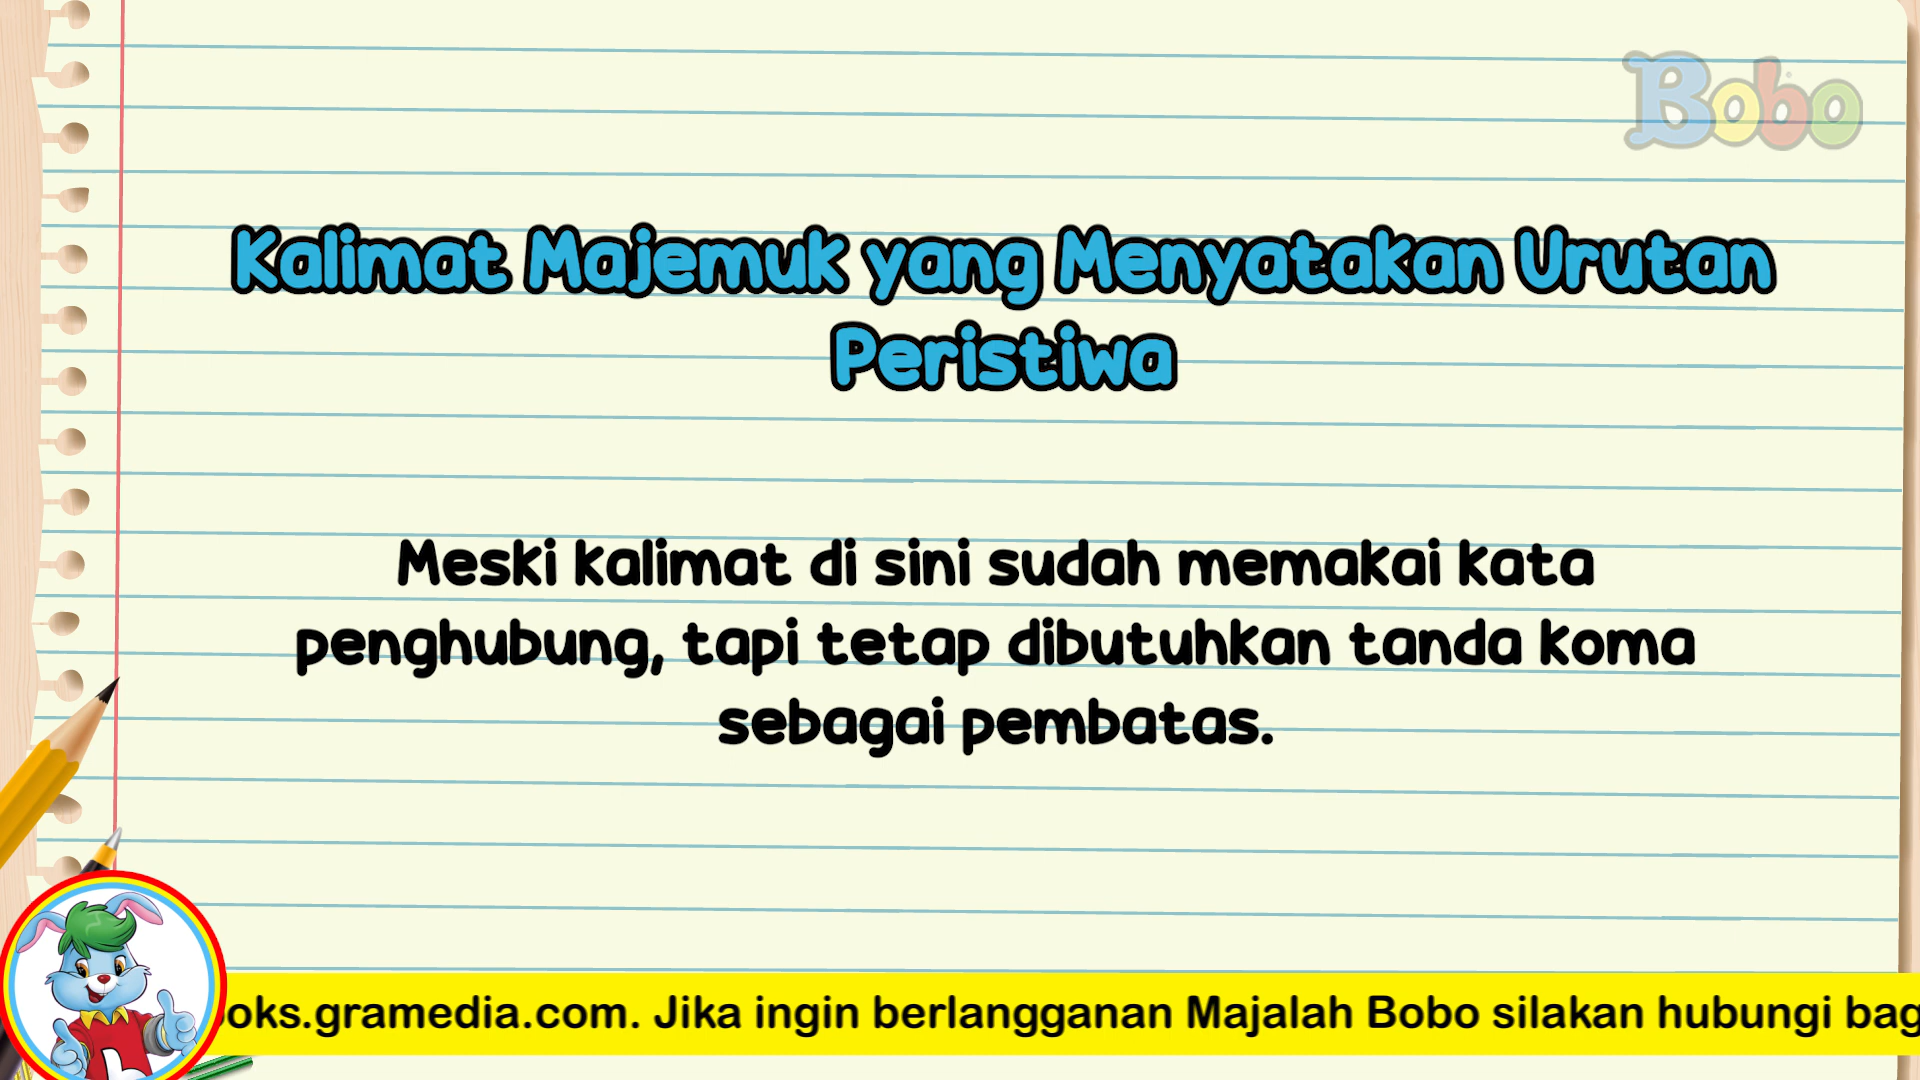 Bobo
Kalimat Majemuk yang Menyatakan Urutan
Peristiwa
Meski kalimat di sini sudah memakai kata
penghubung, tapi tetap dibutuhkan tanda koma
sebagai pembatas.
oks.gramedia.com. Jika ingin berlangganan Majalah Bobo silakan hubungi bag